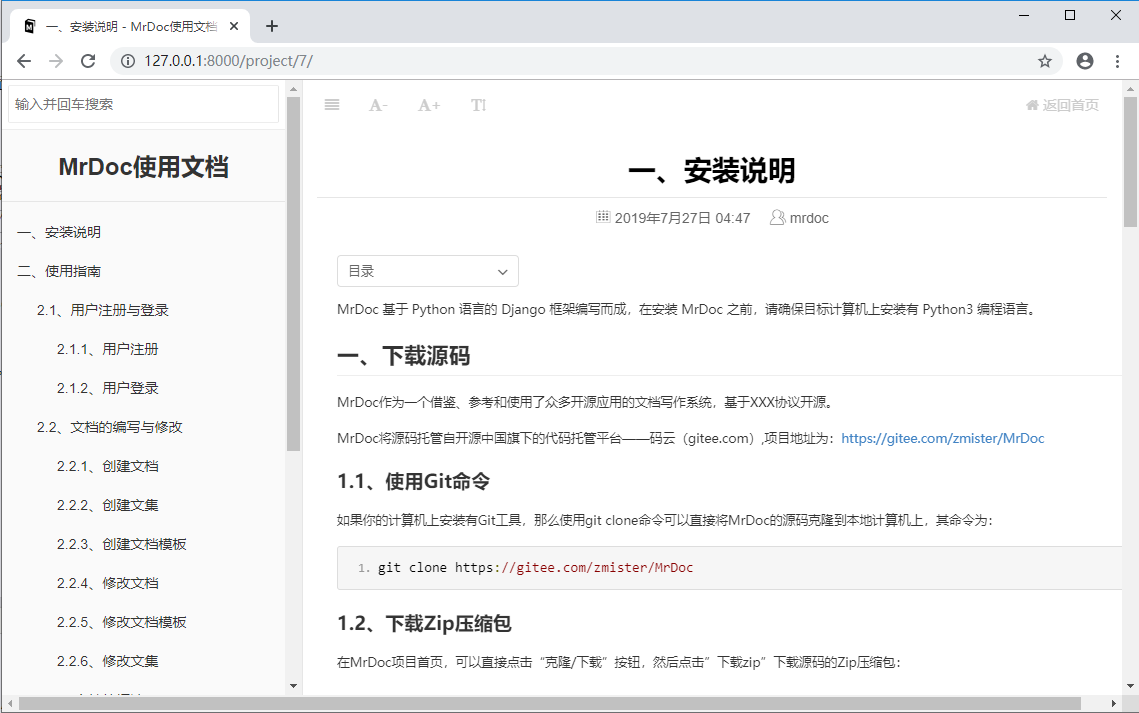 一、安装说明 - MrDoc使用文档
127.0.0.1:8000/project/7/
输入并回车搜索
MrDoc使用文档
一、安装说明
二、使用指南
2.1、用户注册与登录
2.1.1、用户注册
2.1.2、用户登录
2.2、文档的编写与修改
2.2.1、创建文档
2.2.2、创建文集
2.2.3、创建文档模板
2.2.4、修改文档
2.2.5、修改文档模板
2.2.6、修改文集
A- A+ T! 返回首页
一、安装说明
2019年7月27日 04:47 mrdoc
目录
MrDoc 基于 Python 语言的 Django 框架编写而成，在安装 MrDoc 之前，请确保目标计算机上安装有 Python3 编程语言。
一、下载源码
MrDoc作为一个借鉴、参考和使用了众多开源应用的文档写作系统，基于XXX协议开源。
MrDoc将源码托管自开源中国旗下的代码托管平台——码云（gitee.com）,项目地址为：https://gitee.com/zmister/MrDoc
1.1、使用Git命令
如果你的计算机上安装有Git工具，那么使用git clone命令可以直接将MrDoc的源码克隆到本地计算机上，其命令为：
1. git clone https://gitee.com/zmister/MrDoc
1.2、下载Zip压缩包
在MrDoc项目首页，可以直接点击“克隆/下载”按钮，然后点击”下载zip”下载源码的Zip压缩包：